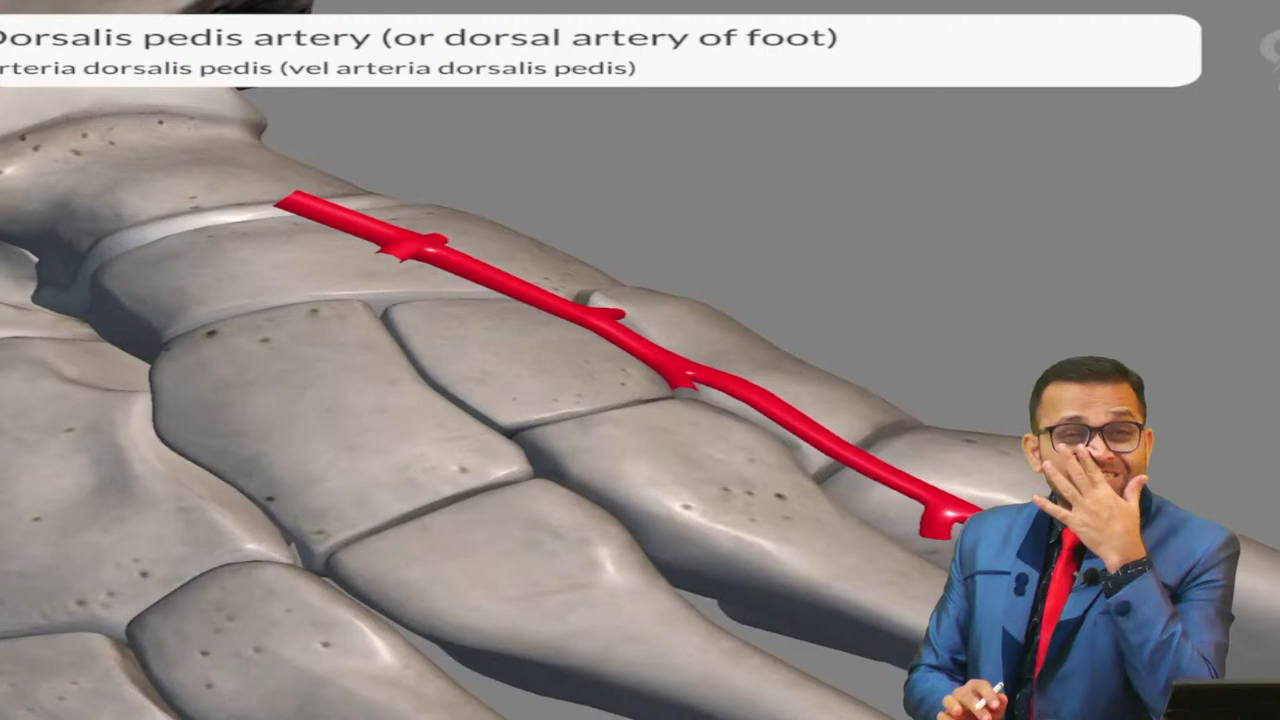 Dorsalis pedis artery (or dorsal artery of foot)
rteria dorsalis pedis (vel arteria dorsalis pedis)